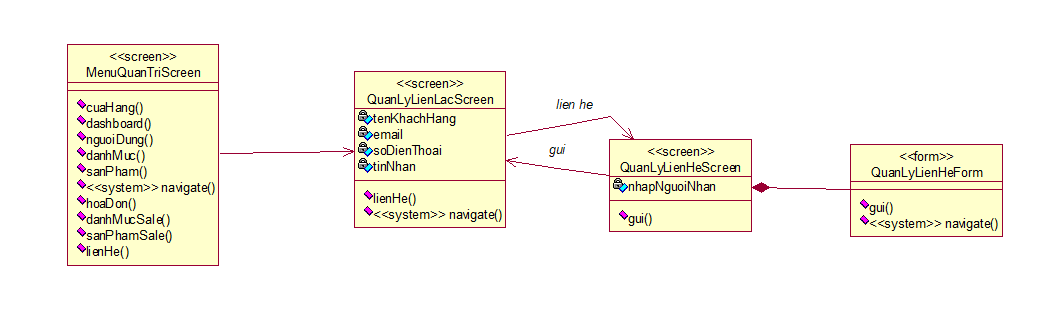 <<screen>>
MenuQuanTriScreen
cuaHang()
dashboard()
nguoiDung()
danhMuc()
sanPham()
<<system>> navigate()
hoaDon()
danhMucSale()
sanPhamSale()
lienHe()
<<screen>>
QuanLyLienLacScreen
tenKhachHang
email
soDienThoai
tinNhan
lienHe()
<<system>> navigate()
lien he
gui
<<screen>>
QuanLyLienHeScreen
nhapNguoiNhan
gui()
<<form>>
QuanLyLienHeForm
gui()
<<system>> navigate()